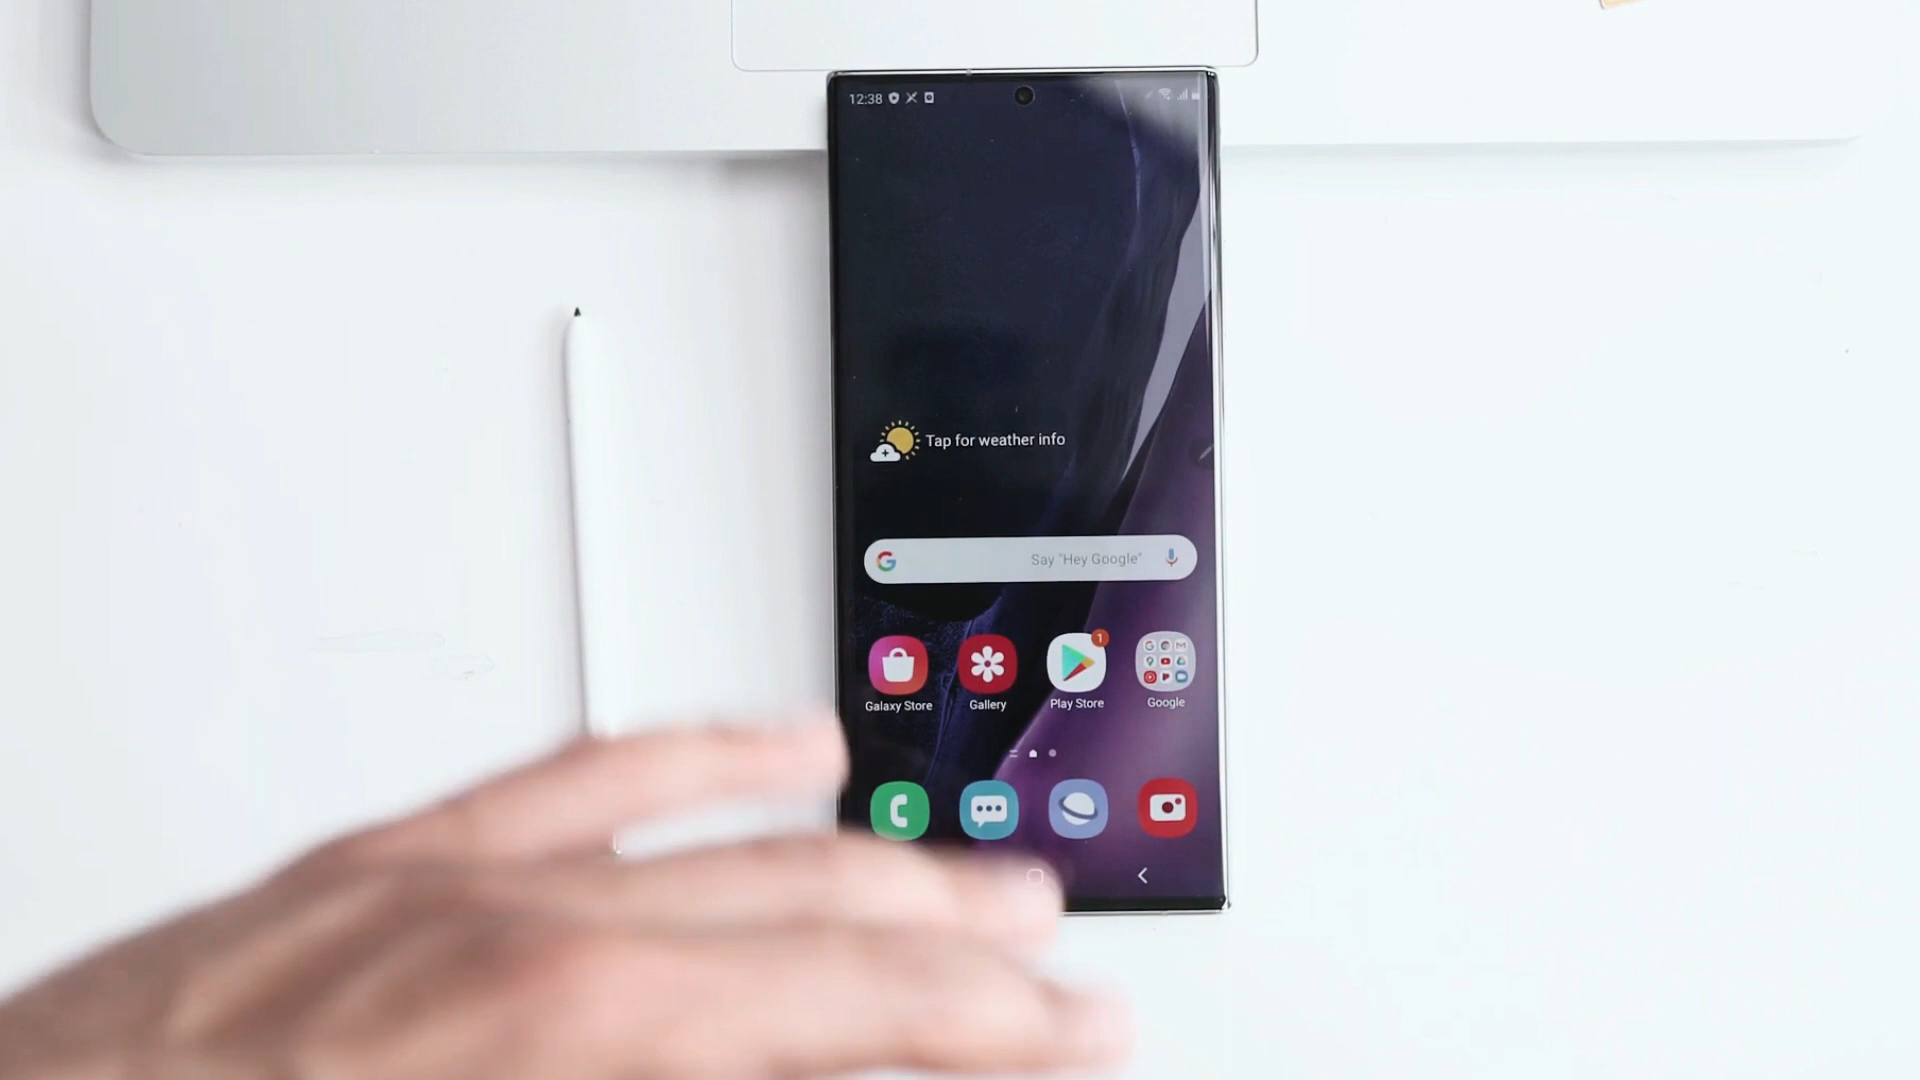 12:38
Tap for weather info
Say "Hey Google"
1
Galaxy Store
Gallery
Play Store
Google